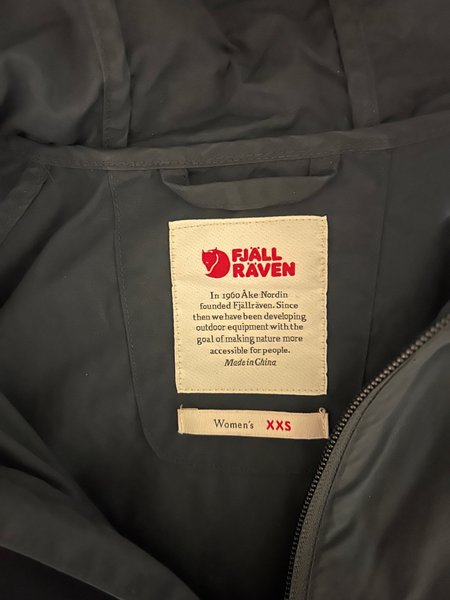 FJÄLL
RÄVEN
In 1960 Åke Nordin
founded Fjällräven. Since
then we have been developing
outdoor equipment with the
goal of making nature more
accessible for people.
Made in China
Women's XXS